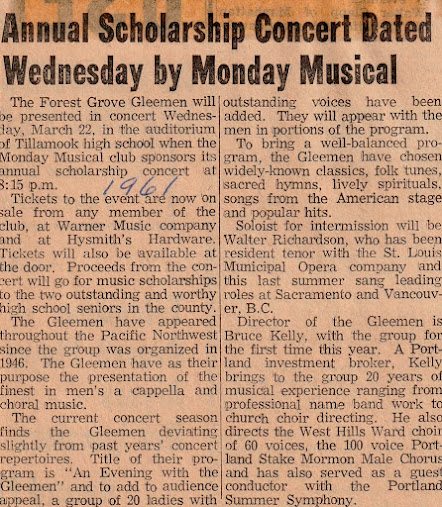 Annual Scholarship Concert Dated
Wednesday by Monday Musical
The Forest Grove Gleemen will
be presented in concert Wednes-
day, March 22, in the auditorium
of Tillamook high school when the
Monday Musical club sponsors its
annual scholarship concert at
8:15 p.m.
1961
Tickets to the event are now on
sale from any member of the
club, at Warner Music company
and at Hysmith's Hardware.
Tickets will also be available at
the door. Proceeds from the con-
cert will go for music scholarships
to the two outstanding and worthy
high school seniors in the county.
The Gleemen have appeared
throughout the Pacific Northwest
since the group was organized in
1946. The Gleemen have as their
purpose the presentation of the
finest in men's a cappella and
choral music.
The current concert season
finds the Gleemen deviating
slightly from past years' concert
repertoires. Title of their pro-
gram is "An Evening with the
Gleemen" and to add to audience
appeal, a group of 20 ladies with
outstanding voices have been
added. They will appear with the
men in portions of the program.
To bring a well-balanced pro-
gram, the Gleemen have chosen
widely-known classics, folk tunes,
sacred hymns, lively spirituals,
songs from the American stage
and popular hits.
Soloist for intermission will be
Walter Richardson, who has been
resident tenor with the St. Louis
Municipal Opera company and
this last summer sang leading
roles at Sacramento and Vancouv-
er, B.C.
Director of the Gleemen is
Bruce Kelly, with the group for
the first time this year. A Port-
land investment broker, Kelly
brings to the group 20 years of
musical experience ranging from
professional name band work to
church choir directing. He also
directs the West Hills Ward choir
of 60 voices, the 100 voice Port-
land Stake Mormon Male Chorus
and has also served as a guest
conductor with the Portland
Summer Symphony.